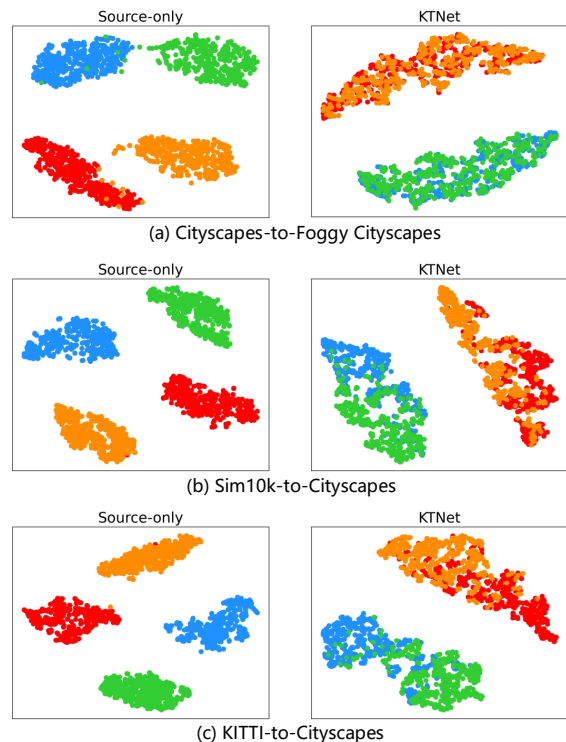 Source-only KTNet
(a) Cityscapes-to-Foggy Cityscapes
Source-only KTNet
(b) Sim10k-to-Cityscapes
Source-only KTNet
(c) KITTI-to-Cityscapes